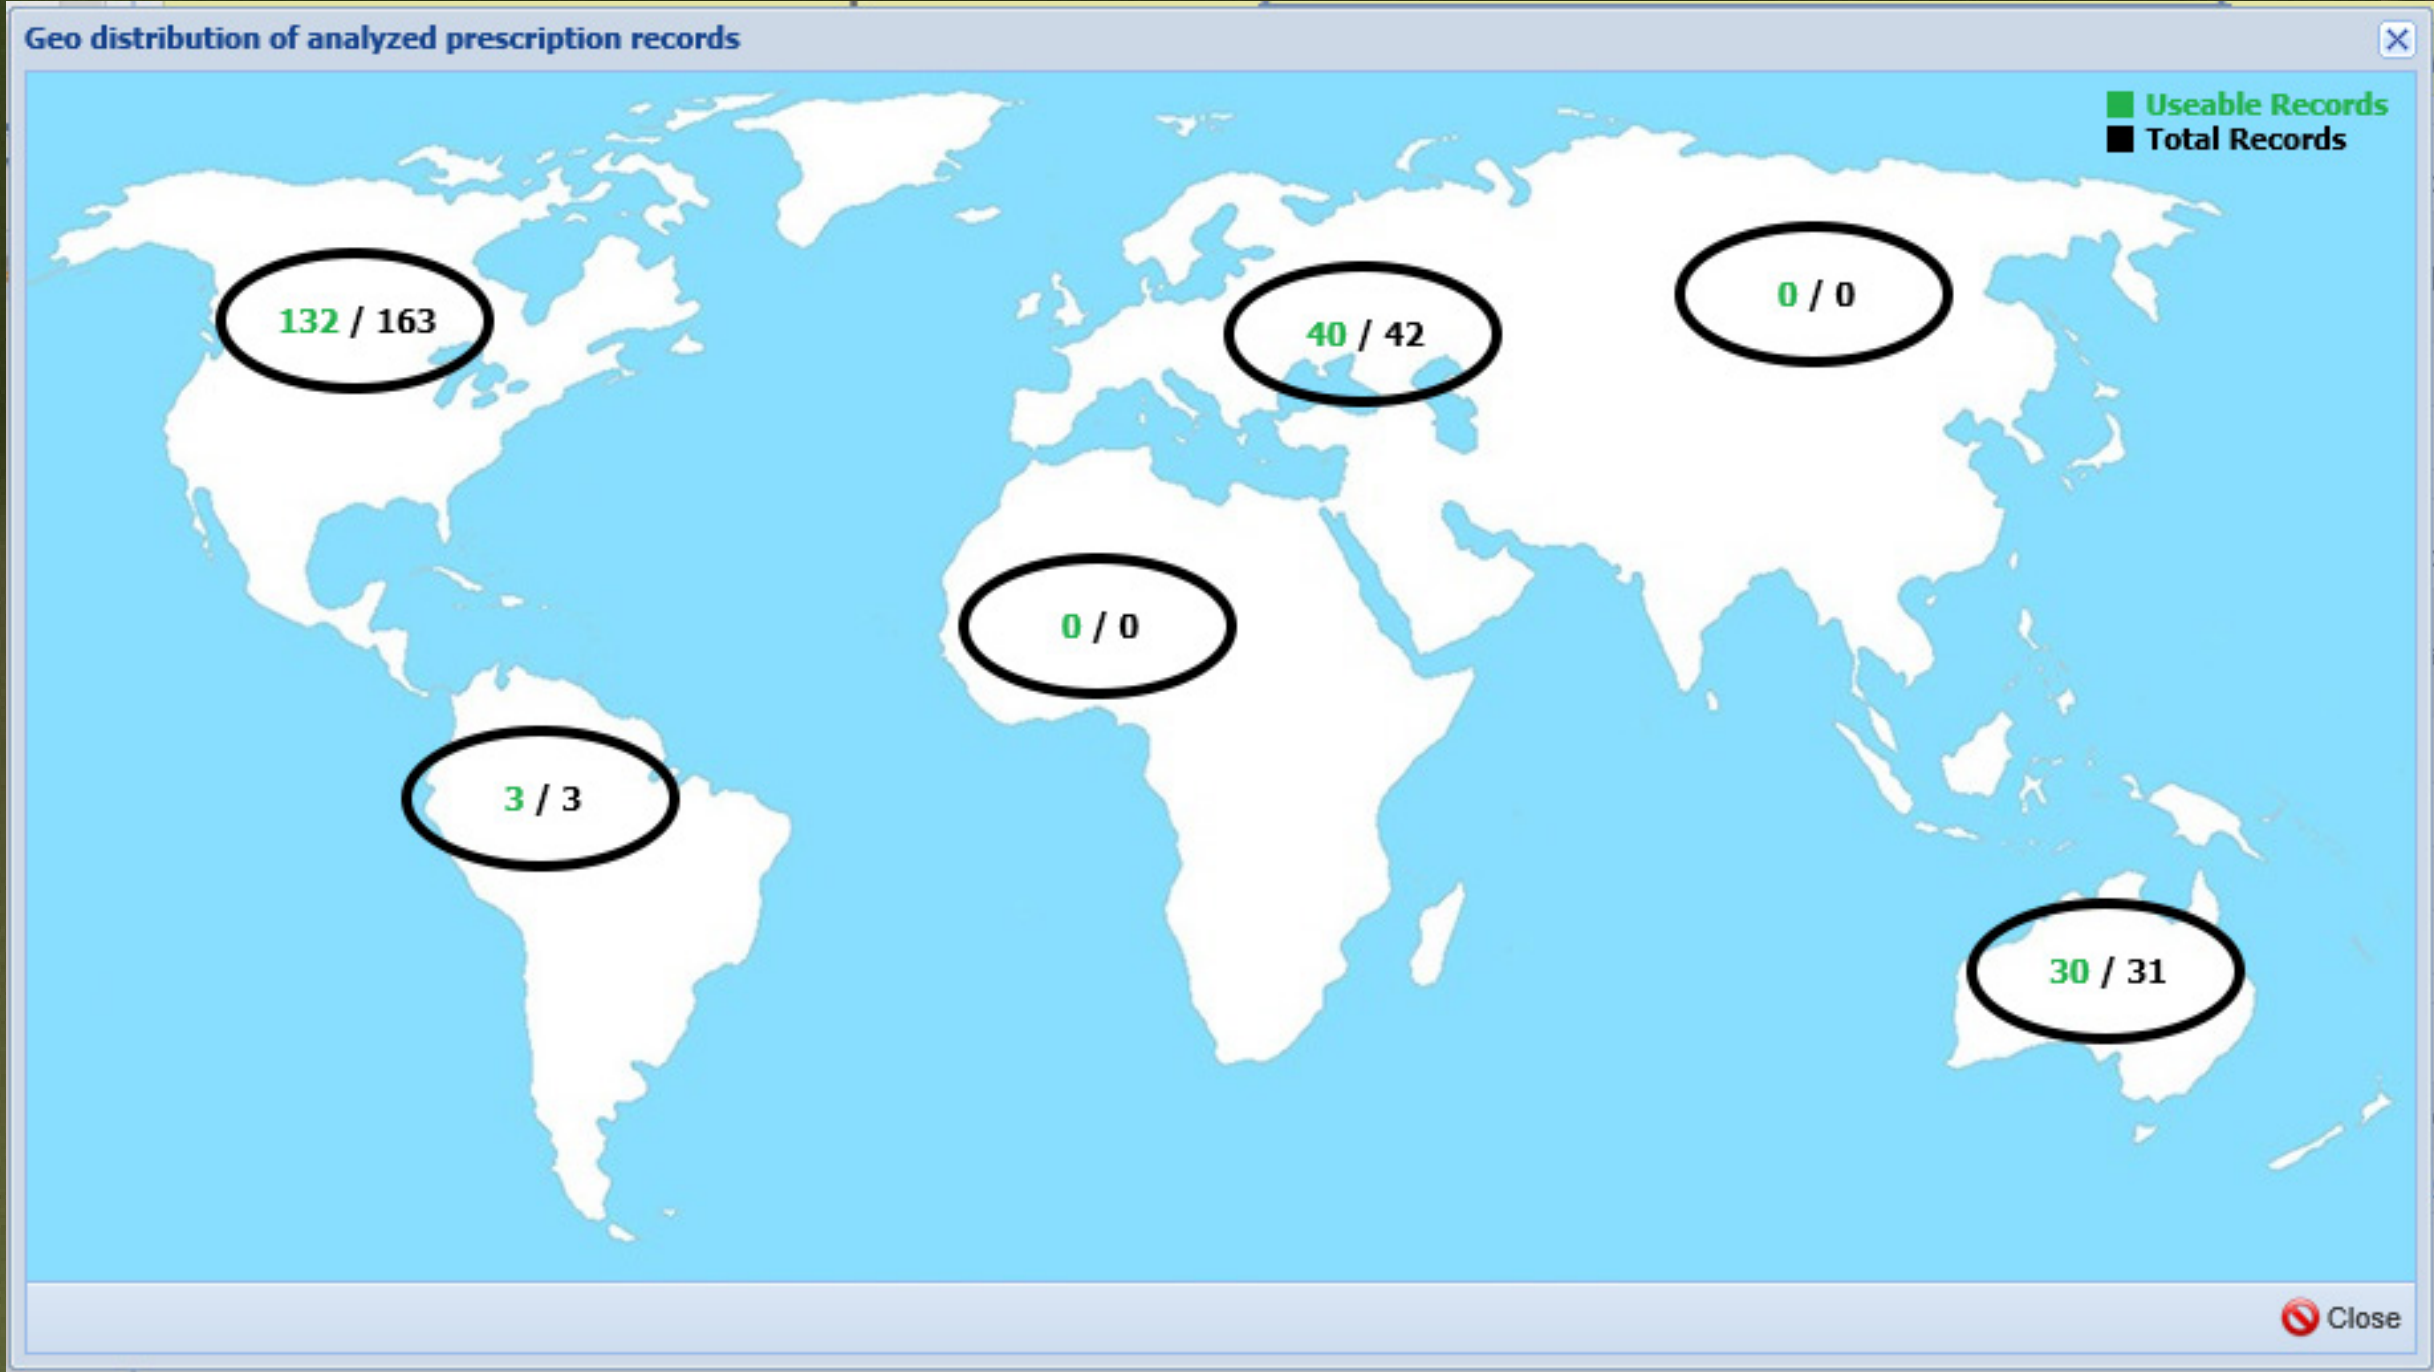 Geo distribution of analyzed prescription records
Useable Records
Total Records
132 / 163
40 / 42
0 / 0
0 / 0
3 / 3
30 / 31
Close